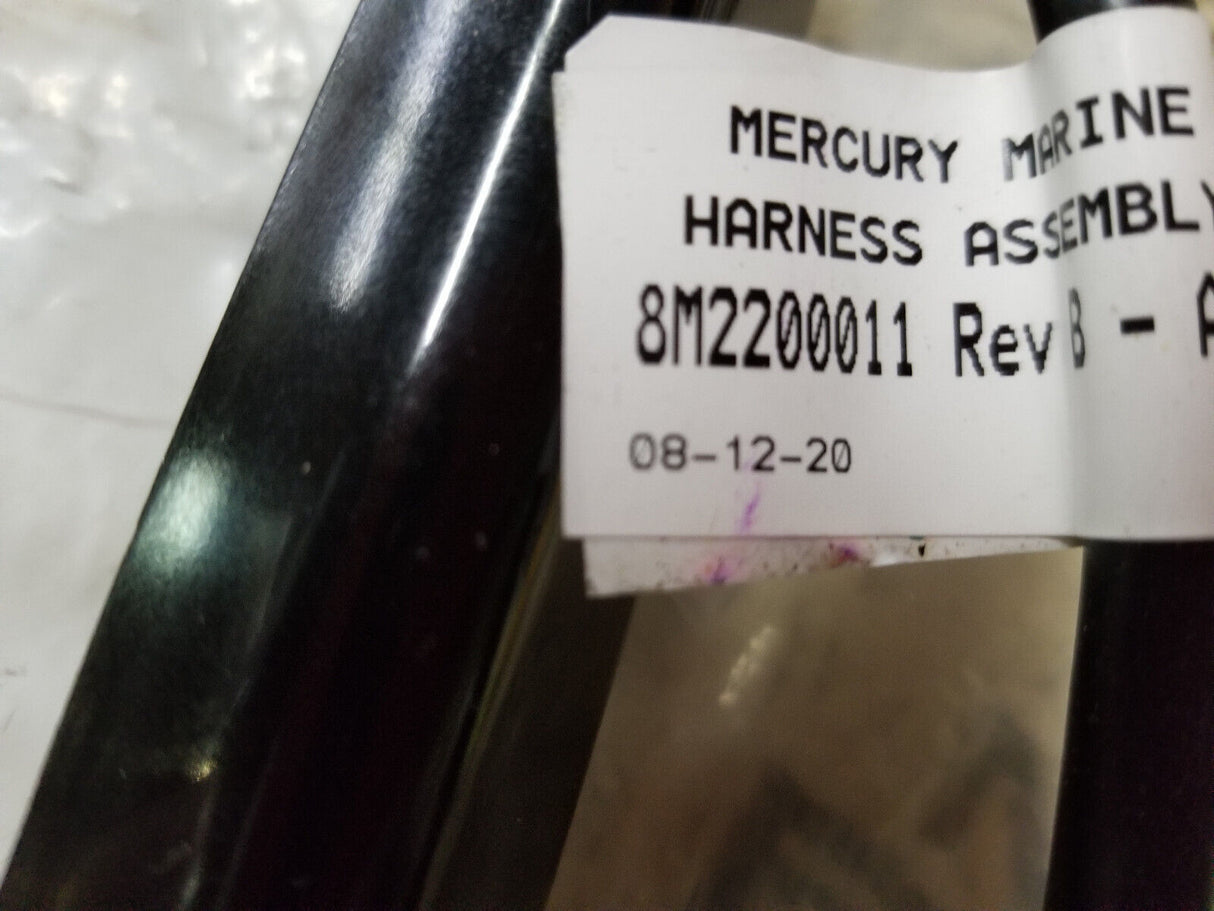 MERCURY MARINE
HARNESS ASSEMBLY
8M2200011 Rev B - A
08-12-20